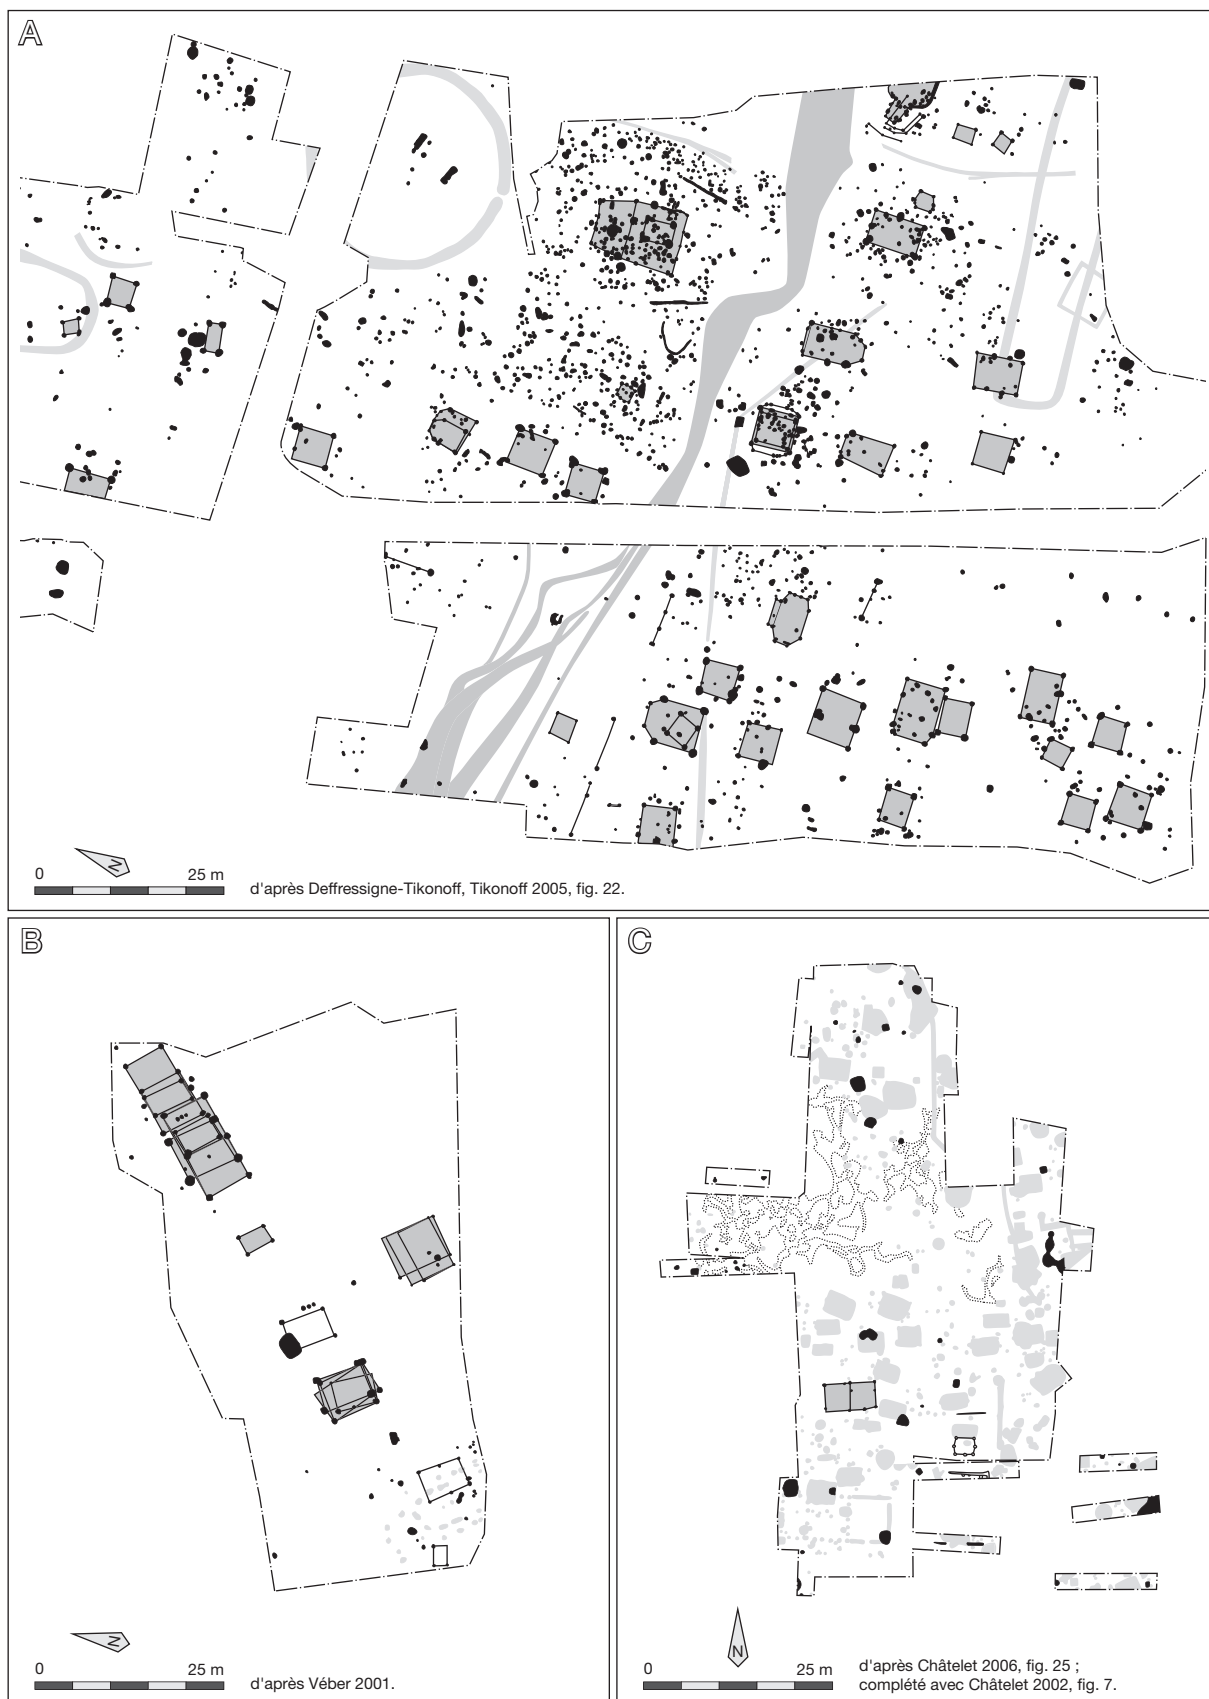 A
N
0 25 m
d'après Deffressigne-Tikonoff, Tikonoff 2005, fig. 22.
B
N
0 25 m
d'après Véber 2001.
C
N
0 25 m
d'après Châtelet 2006, fig. 25 ;
complété avec Châtelet 2002, fig. 7.